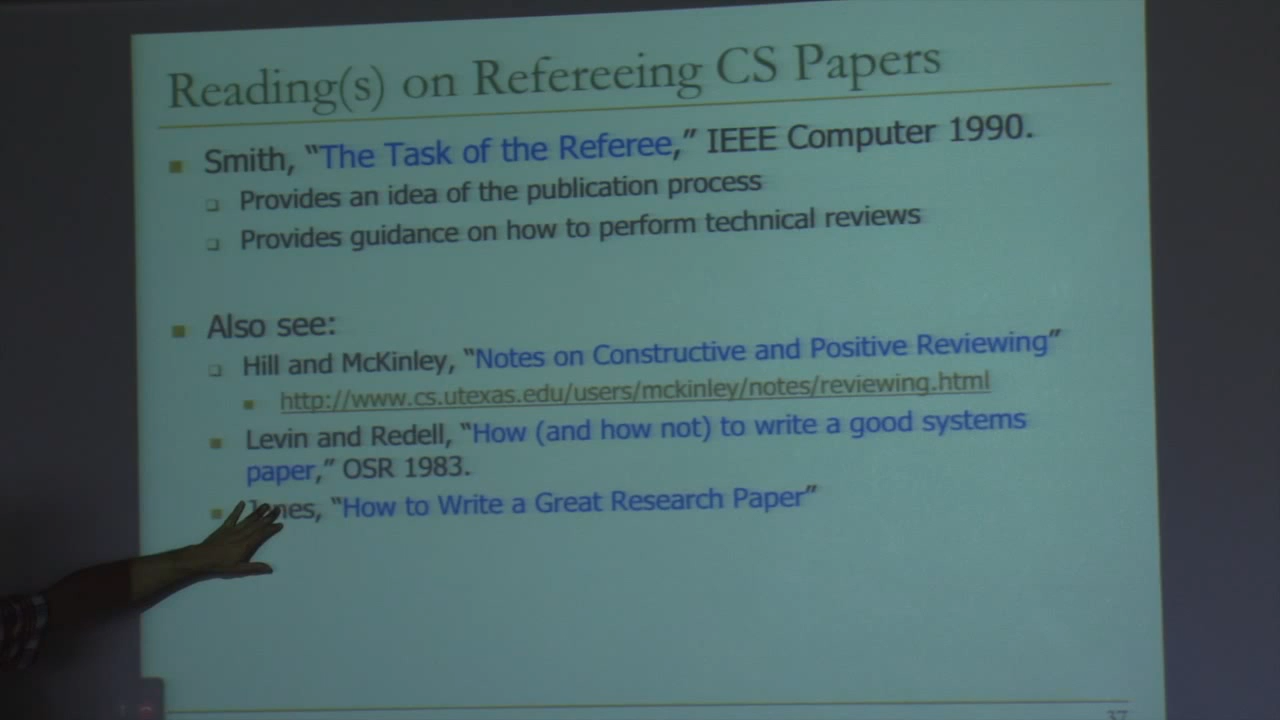 Reading(s) on Refereeing CS Papers
Smith, “The Task of the Referee,” IEEE Computer 1990.
Provides an idea of the publication process
Provides guidance on how to perform technical reviews
Also see:
Hill and McKinley, “Notes on Constructive and Positive Reviewing”
http://www.cs.utexas.edu/users/mckinley/notes/reviewing.html
Levin and Redell, “How (and how not) to write a good systems
paper,” OSR 1983.
Jones, “How to Write a Great Research Paper”
37